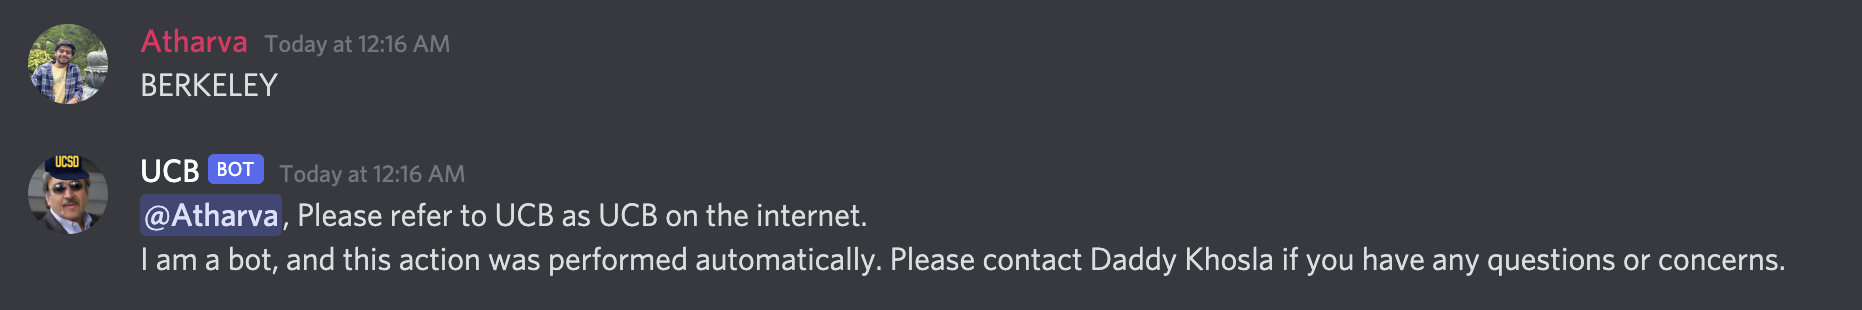 Atharva Today at 12:16 AM
BERKELEY
UCSD
UCB BOT Today at 12:16 AM
@Atharva, Please refer to UCB as UCB on the internet.
I am a bot, and this action was performed automatically. Please contact Daddy Khosla if you have any questions or concerns.